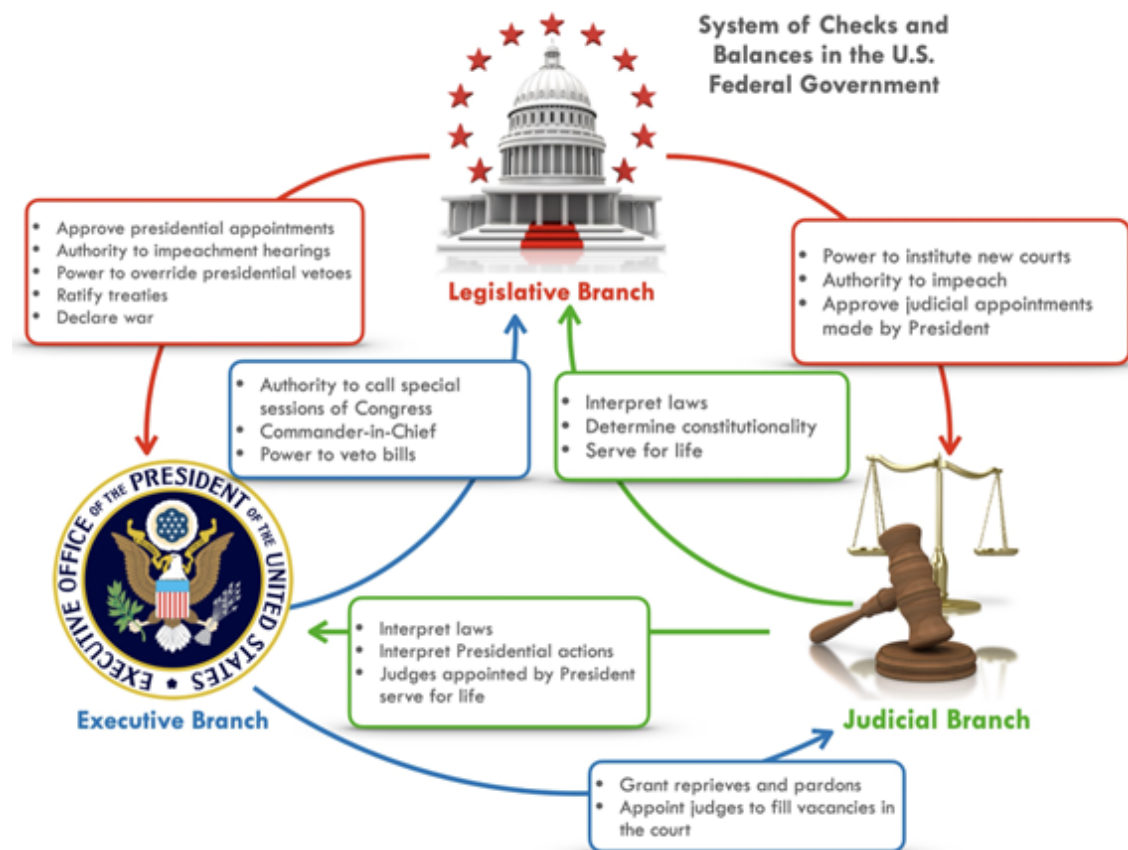 System of Checks and
Balances in the U.S.
Federal Government
Legislative Branch
• Approve presidential appointments
• Authority to impeachment hearings
• Power to override presidential vetoes
• Ratify treaties
• Declare war
• Power to institute new courts
• Authority to impeach
• Approve judicial appointments
made by President
• Authority to call special
sessions of Congress
• Commander-in-Chief
• Power to veto bills
• Interpret laws
• Determine constitutionality
• Serve for life
EXECUTIVE OFFICE OF THE PRESIDENT OF THE UNITED STATES
Executive Branch
• Interpret laws
• Interpret Presidential actions
• Judges appointed by President
serve for life
Judicial Branch
• Grant reprieves and pardons
• Appoint judges to fill vacancies in
the court